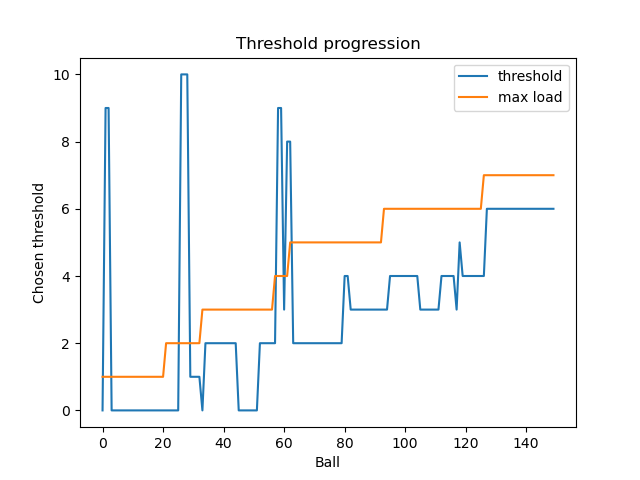 Threshold progression
threshold
max load
Chosen threshold
10
8
6
4
2
0
0 20 40 60 80 100 120 140
Ball